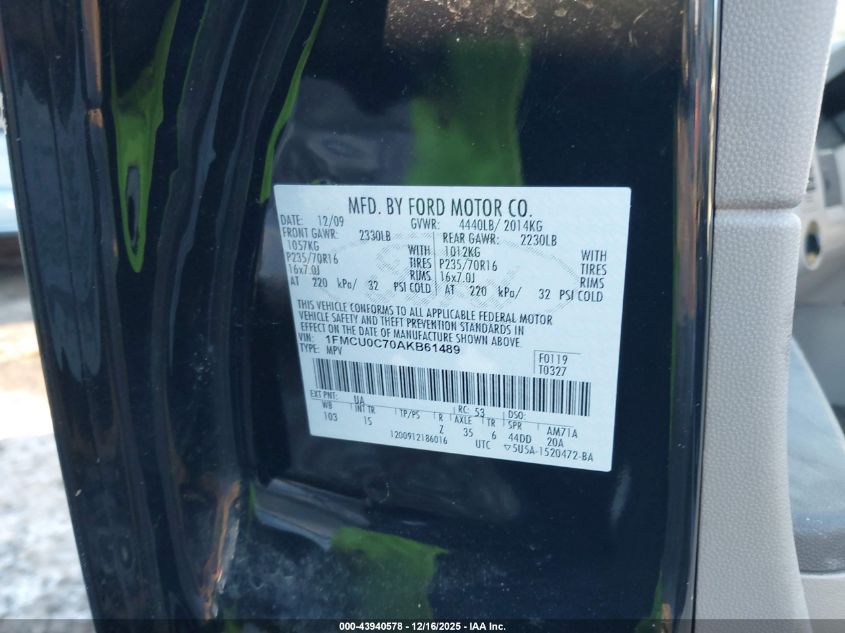 MFD. BY FORD MOTOR CO.
DATE: 12/09 GVWR: 4440LB/ 2014KG
FRONT GAWR: 2330LB REAR GAWR: 2230LB
1057KG WITH 1012KG WITH
P235/70R16 TIRES P235/70R16 TIRES
16x7.0J RIMS 16x7.0J RIMS
AT 220 kPa/ 32 PSI COLD AT 220 kPa/ 32 PSI COLD
THIS VEHICLE CONFORMS TO ALL APPLICABLE FEDERAL MOTOR
VEHICLE SAFETY AND THEFT PREVENTION STANDARDS IN
EFFECT ON THE DATE OF MANUFACTURE SHOWN ABOVE.
VIN: 1FMCU0C70AKB61489 F0119
TYPE: MPV T0327
EXT PNT: UA RC: 53 DSO:
WB INT TR TP/PS R AXLE TR SPR AM71A
103 IS Z 35 6 44DD 20A
1200912186016 UTC ▽5U5A-1520472-BA
000-43940578 - 12/16/2025 - IAA Inc.